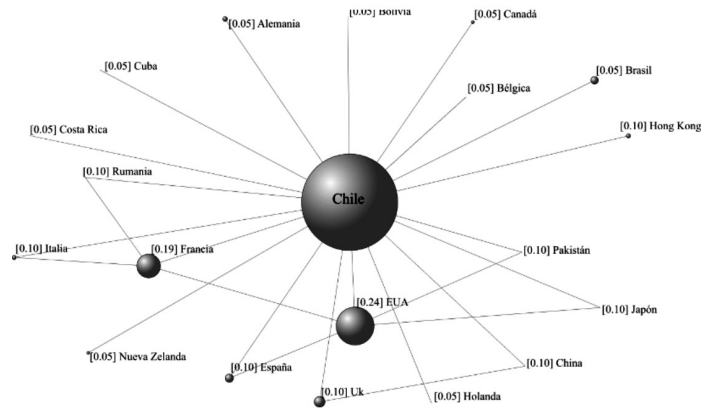 [0.05] Bolivia
[0.05] Alemania
[0.05] Canadá
[0.05] Cuba
[0.05] Brasil
[0.05] Bélgica
[0.05] Costa Rica
[0.10] Hong Kong
[0.10] Rumania
Chile
[0.10] Italia
[0.19] Francia
[0.10] Pakistán
[0.24] EUA
[0.10] Japón
[0.05] Nueva Zelanda
[0.10] España
[0.10] China
[0.10] Uk
[0.05] Holanda